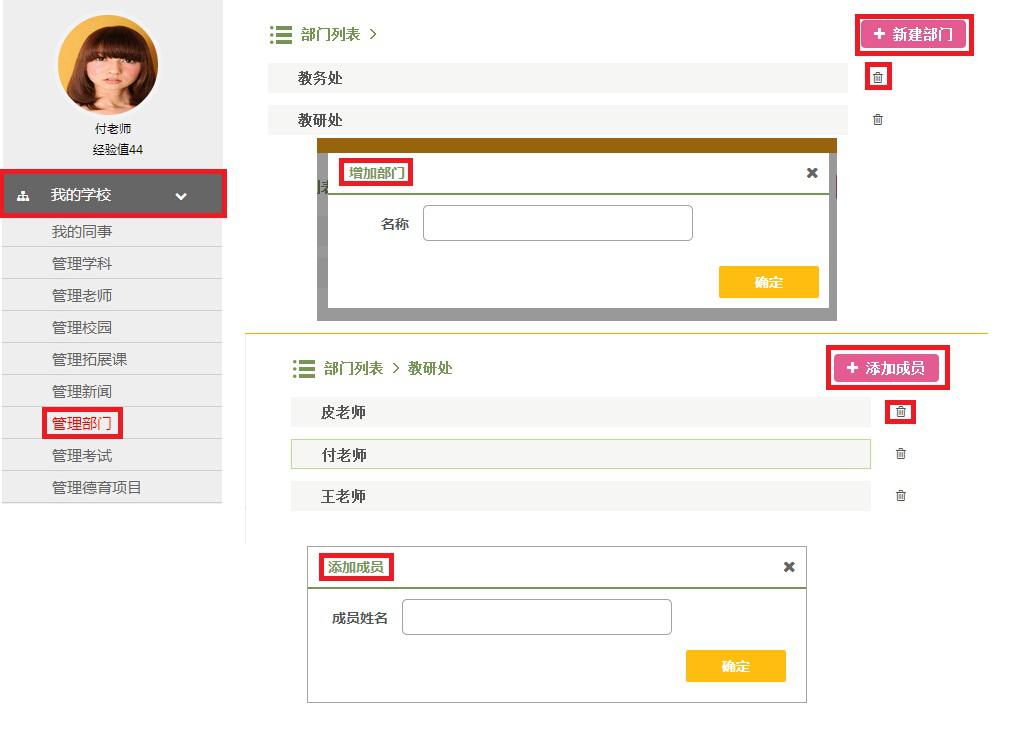 付老师
经验值44
我的学校
我的同事
管理学科
管理老师
管理校园
管理拓展课
管理新闻
管理部门
管理考试
管理德育项目
部门列表 >
+ 新建部门
教务处
教研处
增加部门
名称
确定
部门列表 > 教研处
+ 添加成员
皮老师
付老师
王老师
添加成员
成员姓名
确定